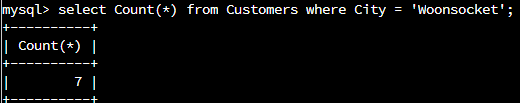 mysql> select Count(*) from Customers where City = 'Woonsocket';
+----------+
| Count(*) |
+----------+
|        7 |
+----------+